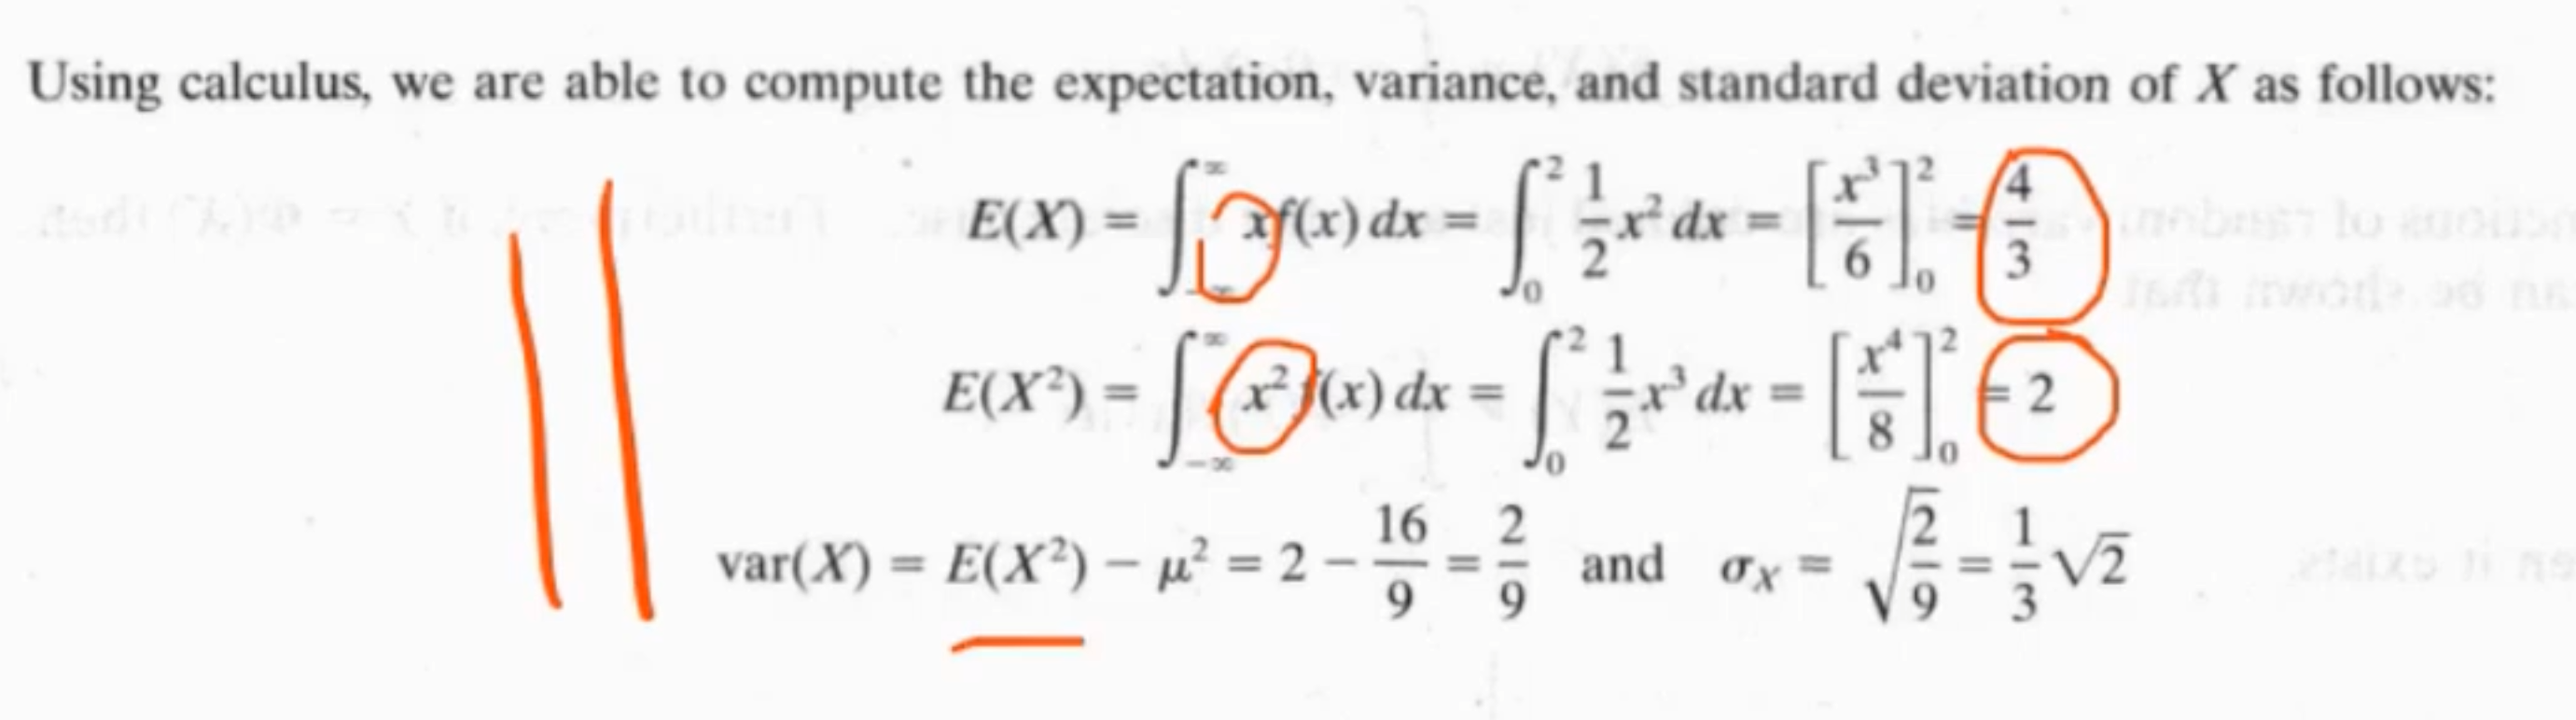 Using calculus, we are able to compute the expectation, variance, and standard deviation of X as follows:
E(X) = ∫_{-∞}^{∞} xf(x) dx = ∫_0^2 1/2 x² dx = [x³/6]_0^2 = 4/3
E(X²) = ∫_{-∞}^{∞} x² f(x) dx = ∫_0^2 1/2 x³ dx = [x⁴/8]_0^2 = 2
var(X) = E(X²) − μ² = 2 − 16/9 = 2/9 and σ_X = √(2/9) = 1/3 √2